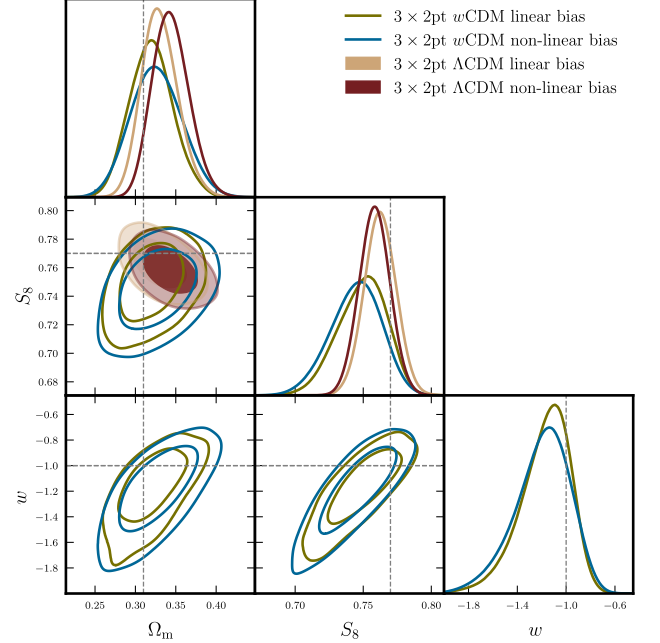 3 × 2pt wCDM linear bias
3 × 2pt wCDM non-linear bias
3 × 2pt ΛCDM linear bias
3 × 2pt ΛCDM non-linear bias
0.80
0.78
0.76
0.74
0.72
0.70
0.68
S₈
−0.6
−0.8
−1.0
−1.2
−1.4
−1.6
−1.8
w
0.25 0.30 0.35 0.40
0.70 0.75 0.80
−1.8 −1.4 −1.0 −0.6
Ωₘ S₈ w